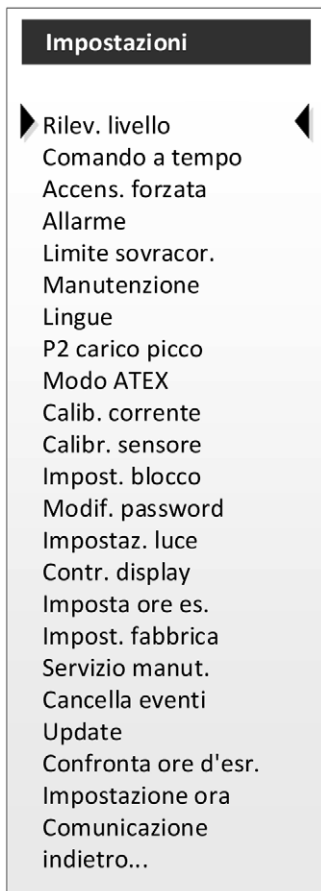 Impostazioni
Rilev. livello
Comando a tempo
Accens. forzata
Allarme
Limite sovracor.
Manutenzione
Lingue
P2 carico picco
Modo ATEX
Calib. corrente
Calibr. sensore
Impost. blocco
Modif. password
Impostaz. luce
Contr. display
Imposta ore es.
Impost. fabbrica
Servizio manut.
Cancella eventi
Update
Confronta ore d'esr.
Impostazione ora
Comunicazione
indietro...